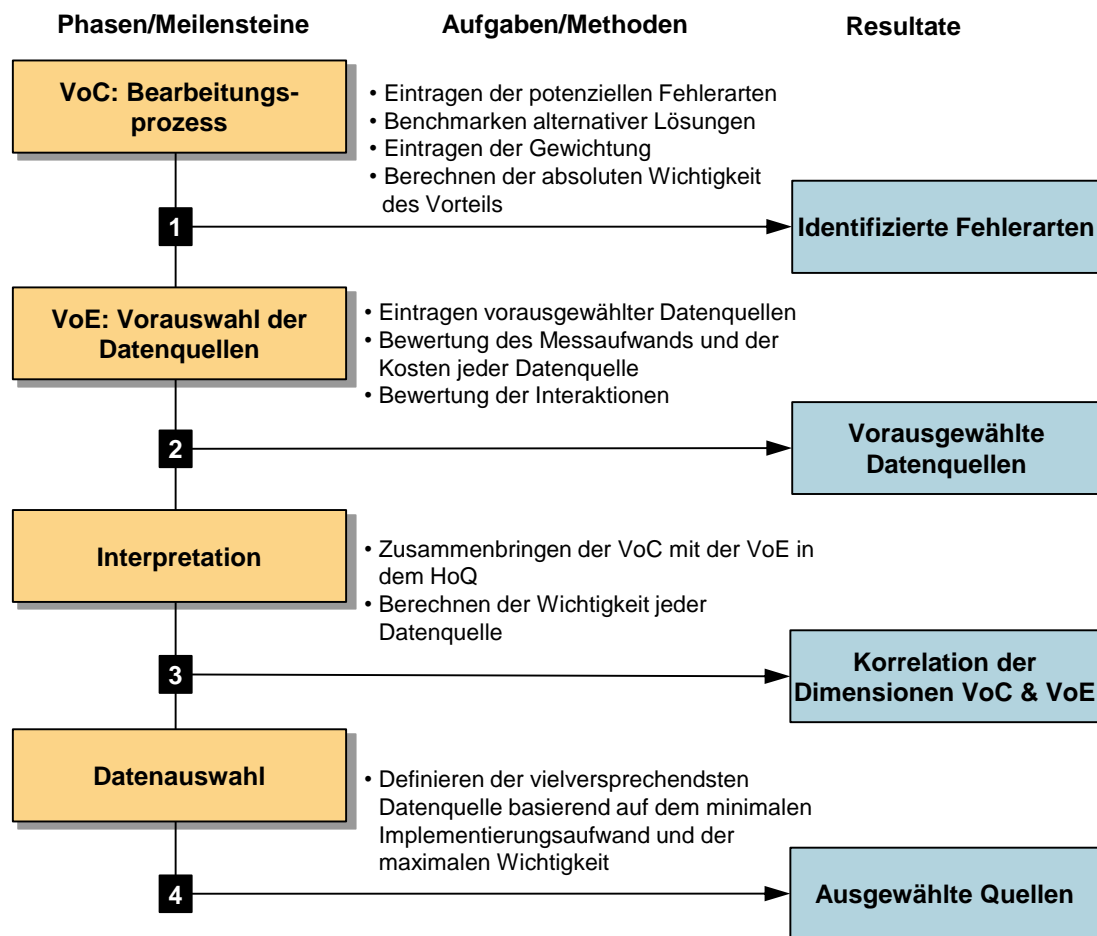 Phasen/Meilensteine
Aufgaben/Methoden
Resultate
VoC: Bearbeitungs-
prozess
• Eintragen der potenziellen Fehlerarten
• Benchmarken alternativer Lösungen
• Eintragen der Gewichtung
• Berechnen der absoluten Wichtigkeit
des Vorteils
1
Identifizierte Fehlerarten
VoE: Vorauswahl der
Datenquellen
• Eintragen vorausgewählter Datenquellen
• Bewertung des Messaufwands und der
Kosten jeder Datenquelle
• Bewertung der Interaktionen
2
Vorausgewählte
Datenquellen
Interpretation
• Zusammenbringen der VoC mit der VoE in
dem HoQ
• Berechnen der Wichtigkeit jeder
Datenquelle
3
Korrelation der
Dimensionen VoC & VoE
Datenauswahl
• Definieren der vielversprechendsten
Datenquelle basierend auf dem minimalen
Implementierungsaufwand und der
maximalen Wichtigkeit
4
Ausgewählte Quellen